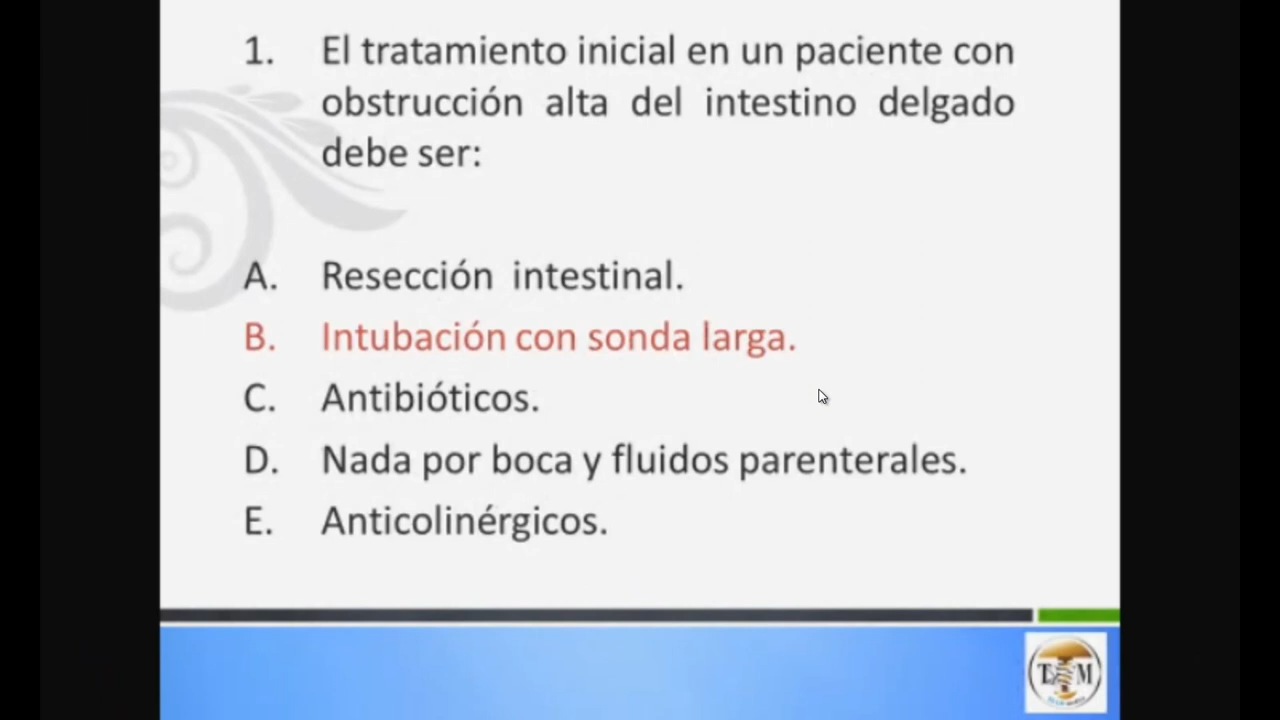 1. El tratamiento inicial en un paciente con
obstrucción alta del intestino delgado
debe ser:
A. Resección intestinal.
B. Intubación con sonda larga.
C. Antibióticos.
D. Nada por boca y fluidos parenterales.
E. Anticolinérgicos.